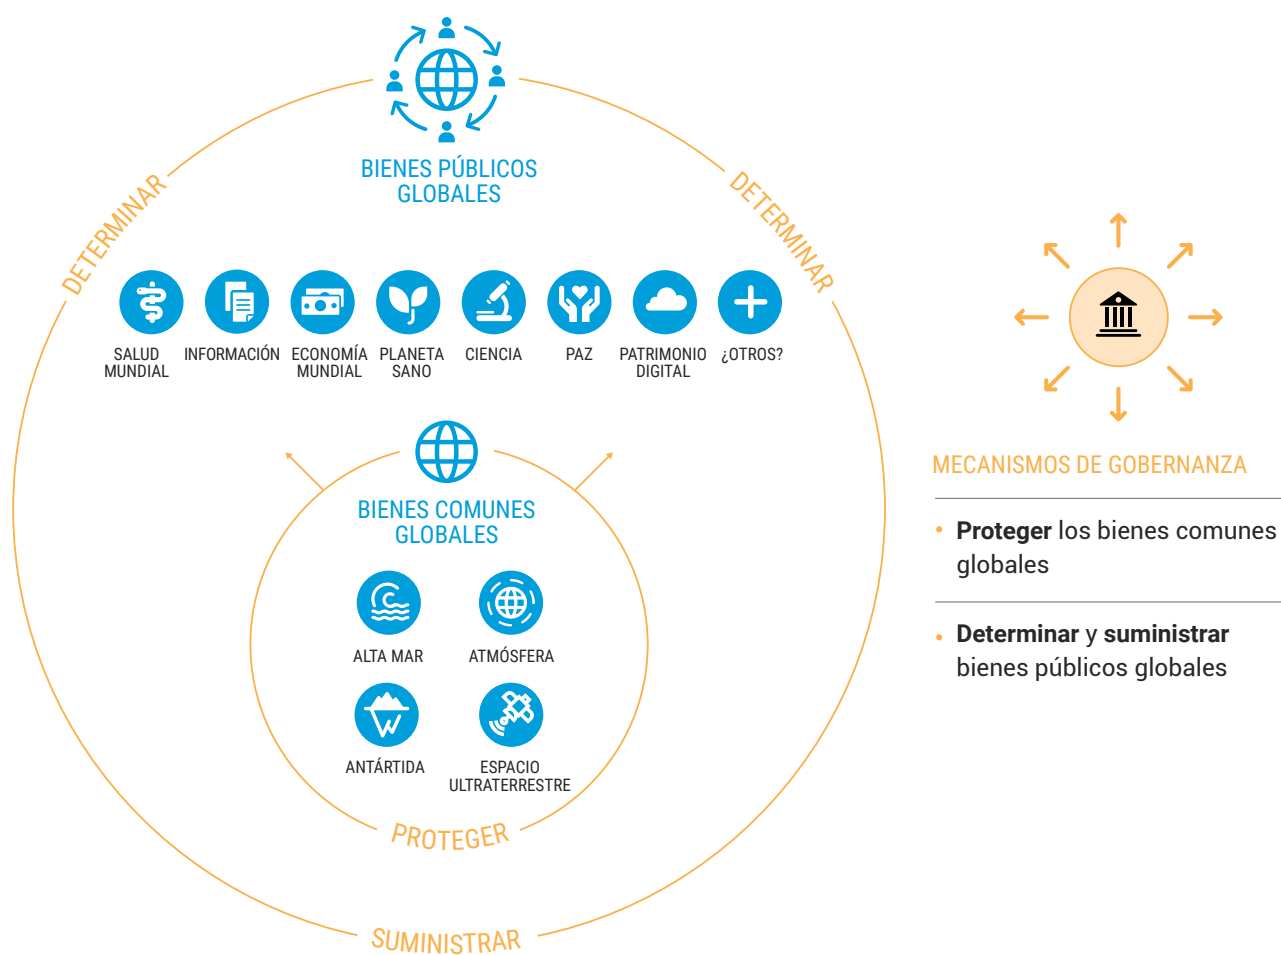 BIENES PÚBLICOS
GLOBALES
DETERMINAR
DETERMINAR
SALUD
MUNDIAL
INFORMACIÓN
ECONOMÍA
MUNDIAL
PLANETA
SANO
CIENCIA
PAZ
PATRIMONIO
DIGITAL
¿OTROS?
BIENES COMUNES
GLOBALES
ALTA MAR
ATMÓSFERA
ANTÁRTIDA
ESPACIO
ULTRATERRESTRE
PROTEGER
SUMINISTRAR
MECANISMOS DE GOBERNANZA
• Proteger los bienes comunes
globales
• Determinar y suministrar
bienes públicos globales